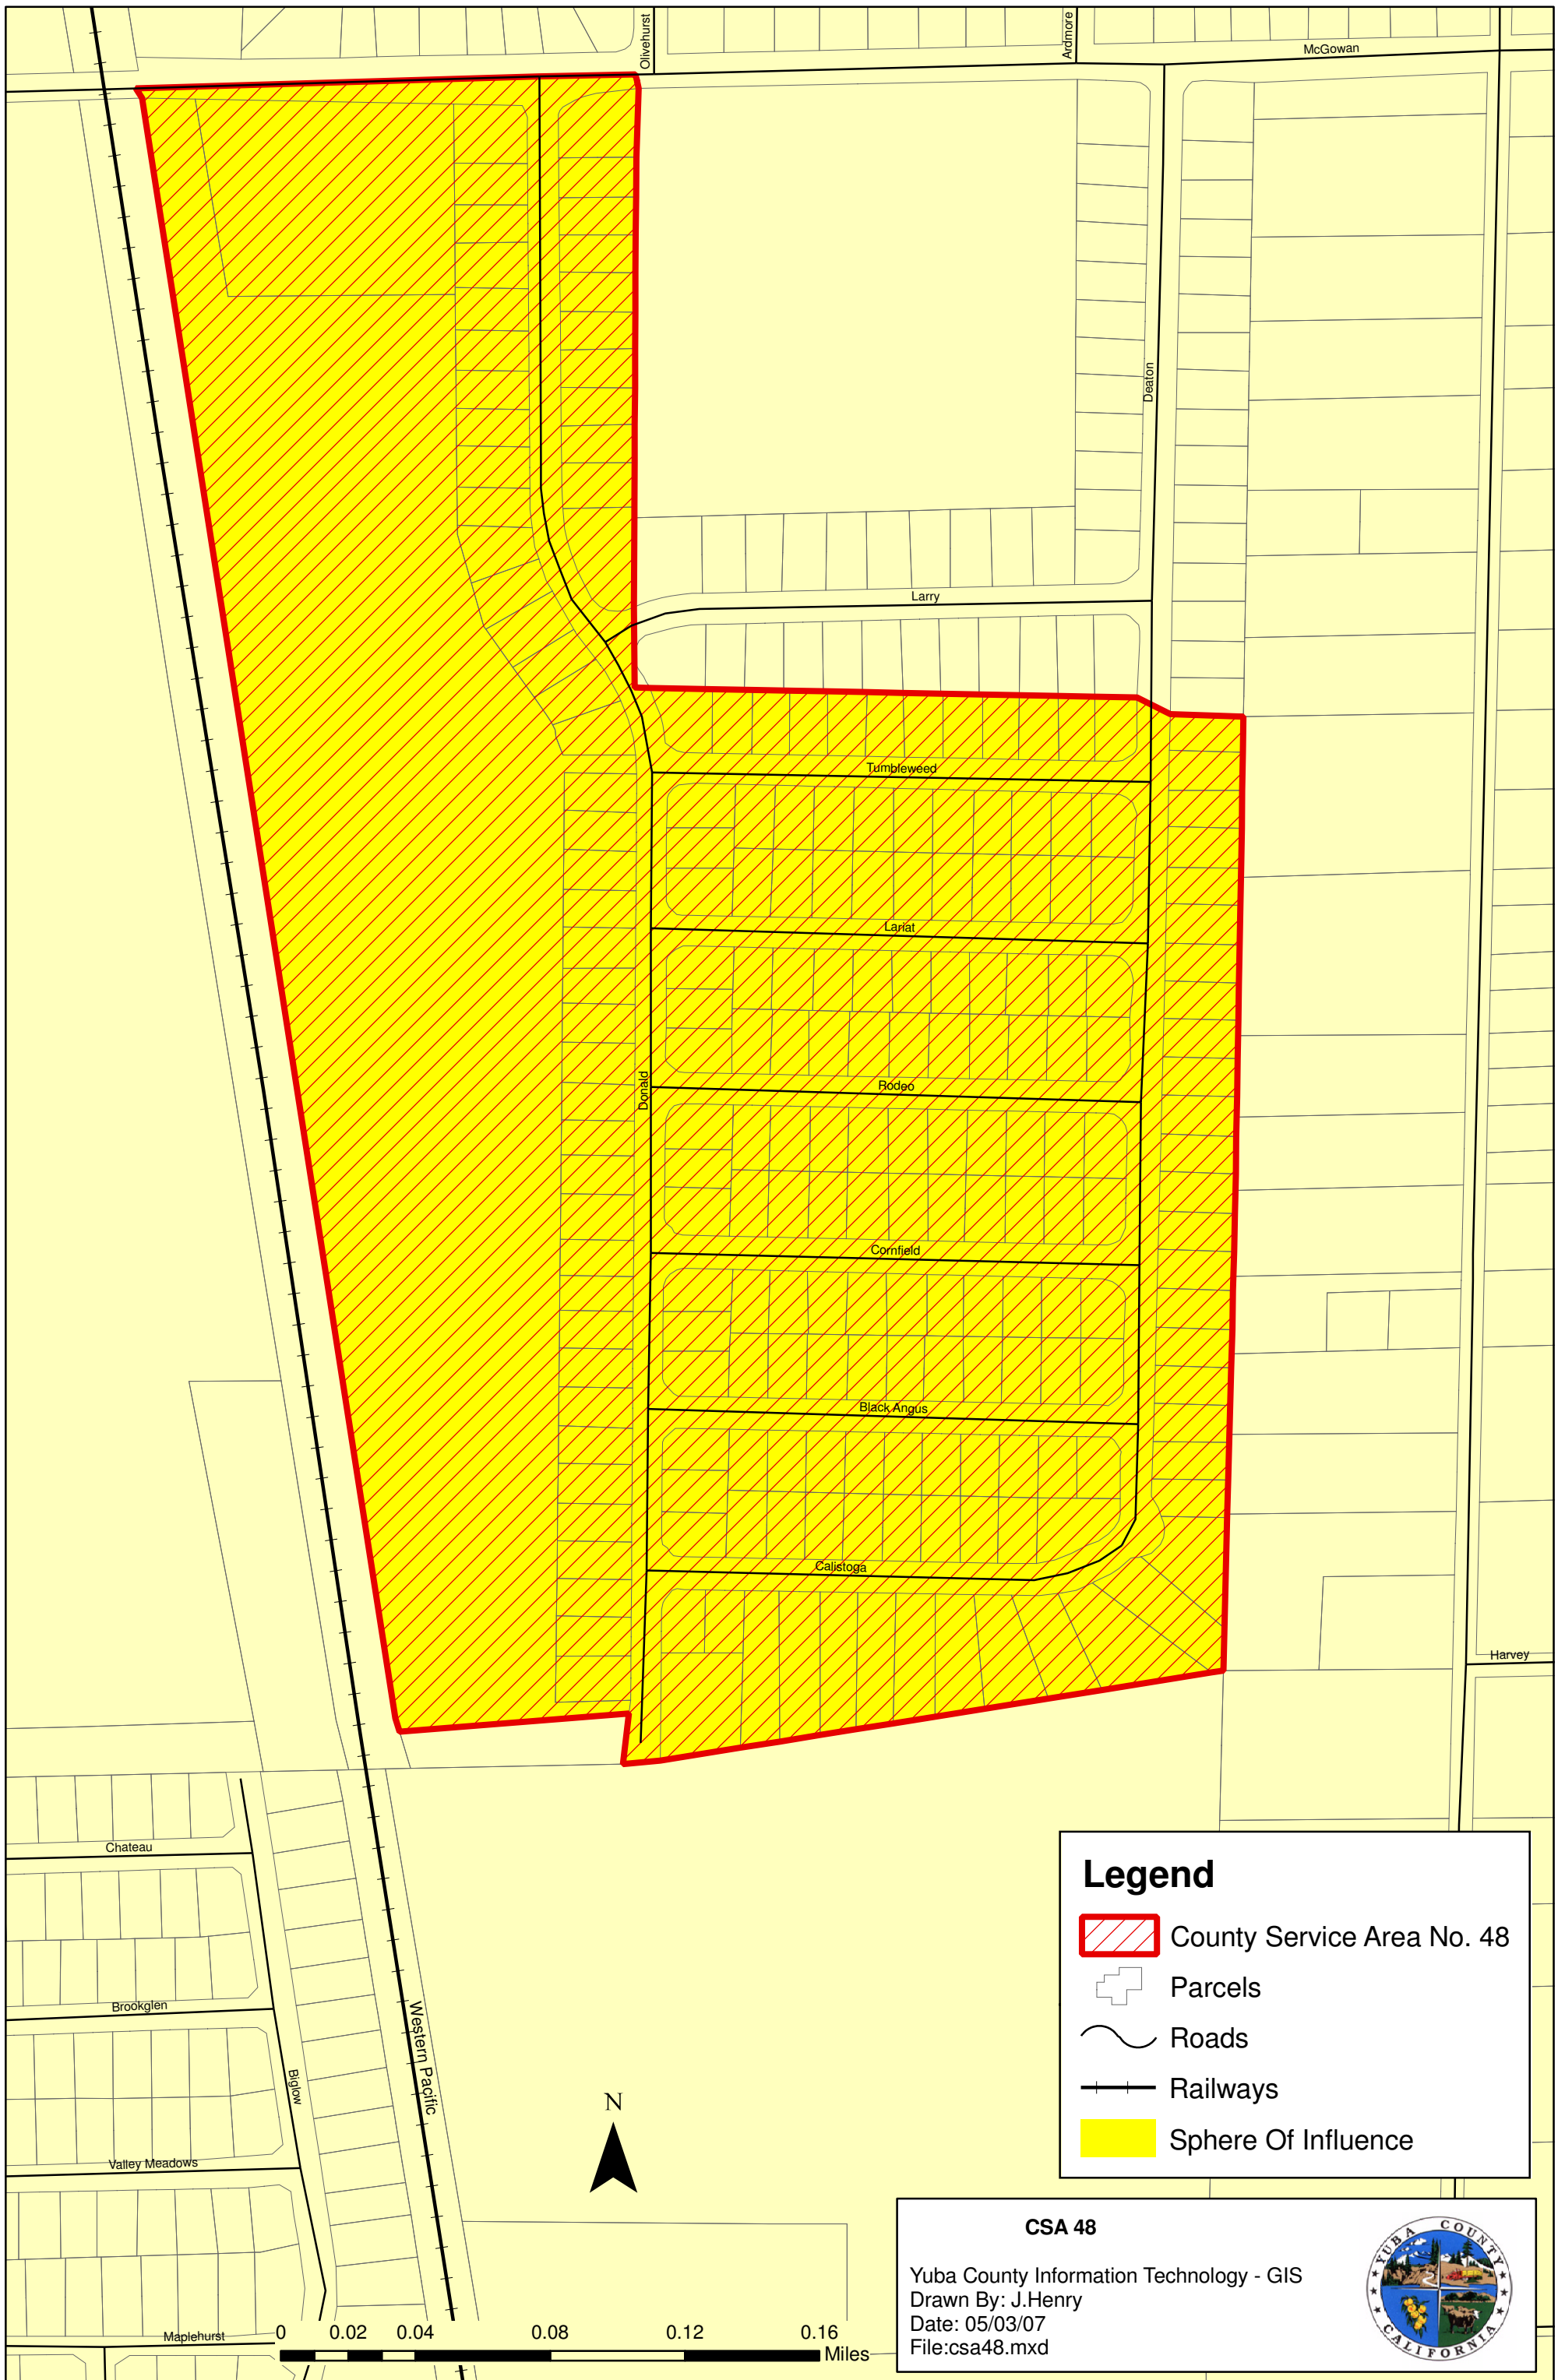 Olivehurst
Ardmore
McGowan
Deaton
Larry
Tumbleweed
Lariat
Donald
Rodeo
Cornfield
Black Angus
Calistoga
Harvey
Chateau
Brookglen
Biglow
Western Pacific
Valley Meadows
Maplehurst
N
0 0.02 0.04 0.08 0.12 0.16
Miles
Legend
County Service Area No. 48
Parcels
Roads
Railways
Sphere Of Influence
CSA 48
Yuba County Information Technology - GIS
Drawn By: J.Henry
Date: 05/03/07
File:csa48.mxd
YUBA COUNTY
CALIFORNIA